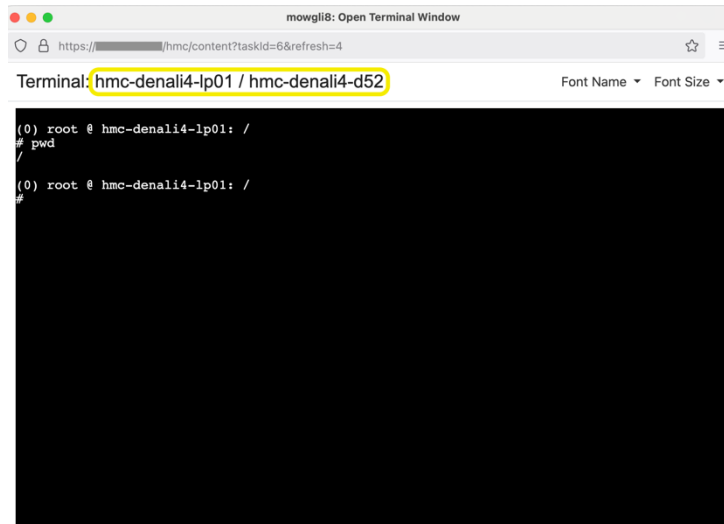 mowgli8: Open Terminal Window
https:// /hmc/content?taskId=6&refresh=4
Terminal: hmc-denali4-lp01 / hmc-denali4-d52 Font Name Font Size
(0) root @ hmc-denali4-lp01: /
# pwd
/
(0) root @ hmc-denali4-lp01: /
#